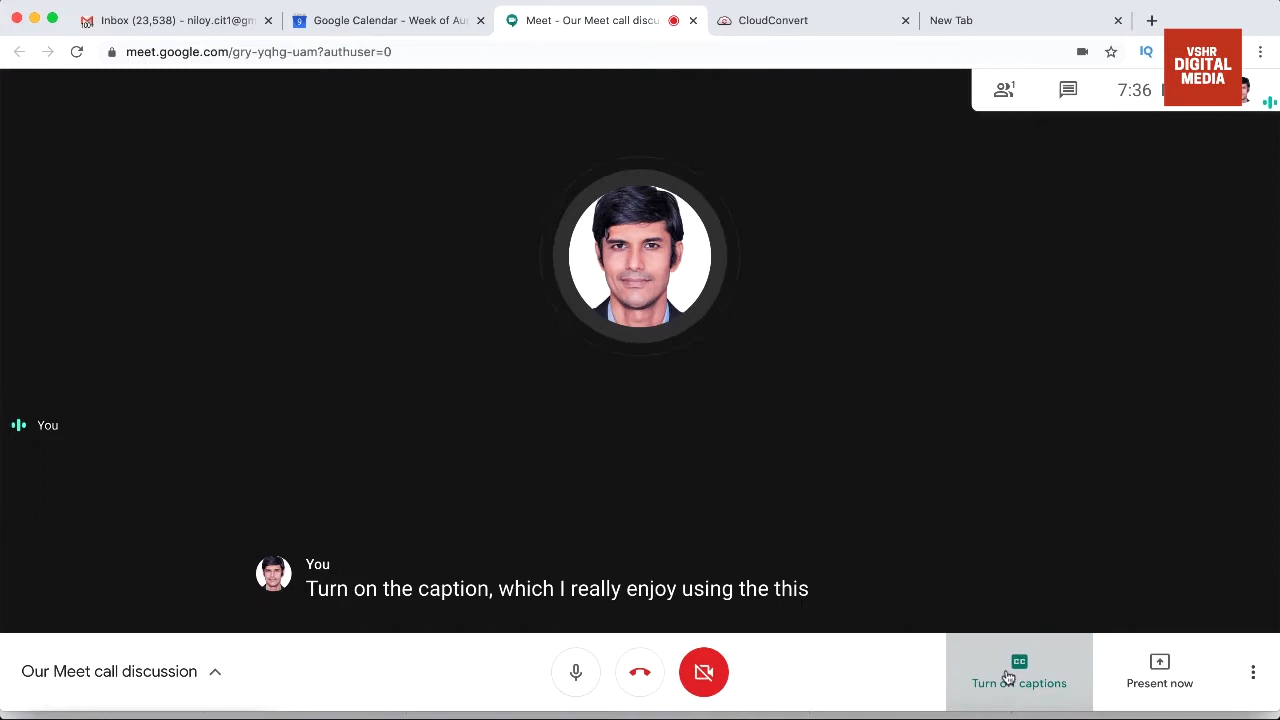 Inbox (23,538) - niloy.cit1@gm
Google Calendar - Week of Au
Meet - Our Meet call discu
CloudConvert
New Tab
meet.google.com/gry-yqhg-uam?authuser=0
IQ
VSHR
DIGITAL
MEDIA
1
7:36
You
You
Turn on the caption, which I really enjoy using the this
Our Meet call discussion
CC
captions
Present now